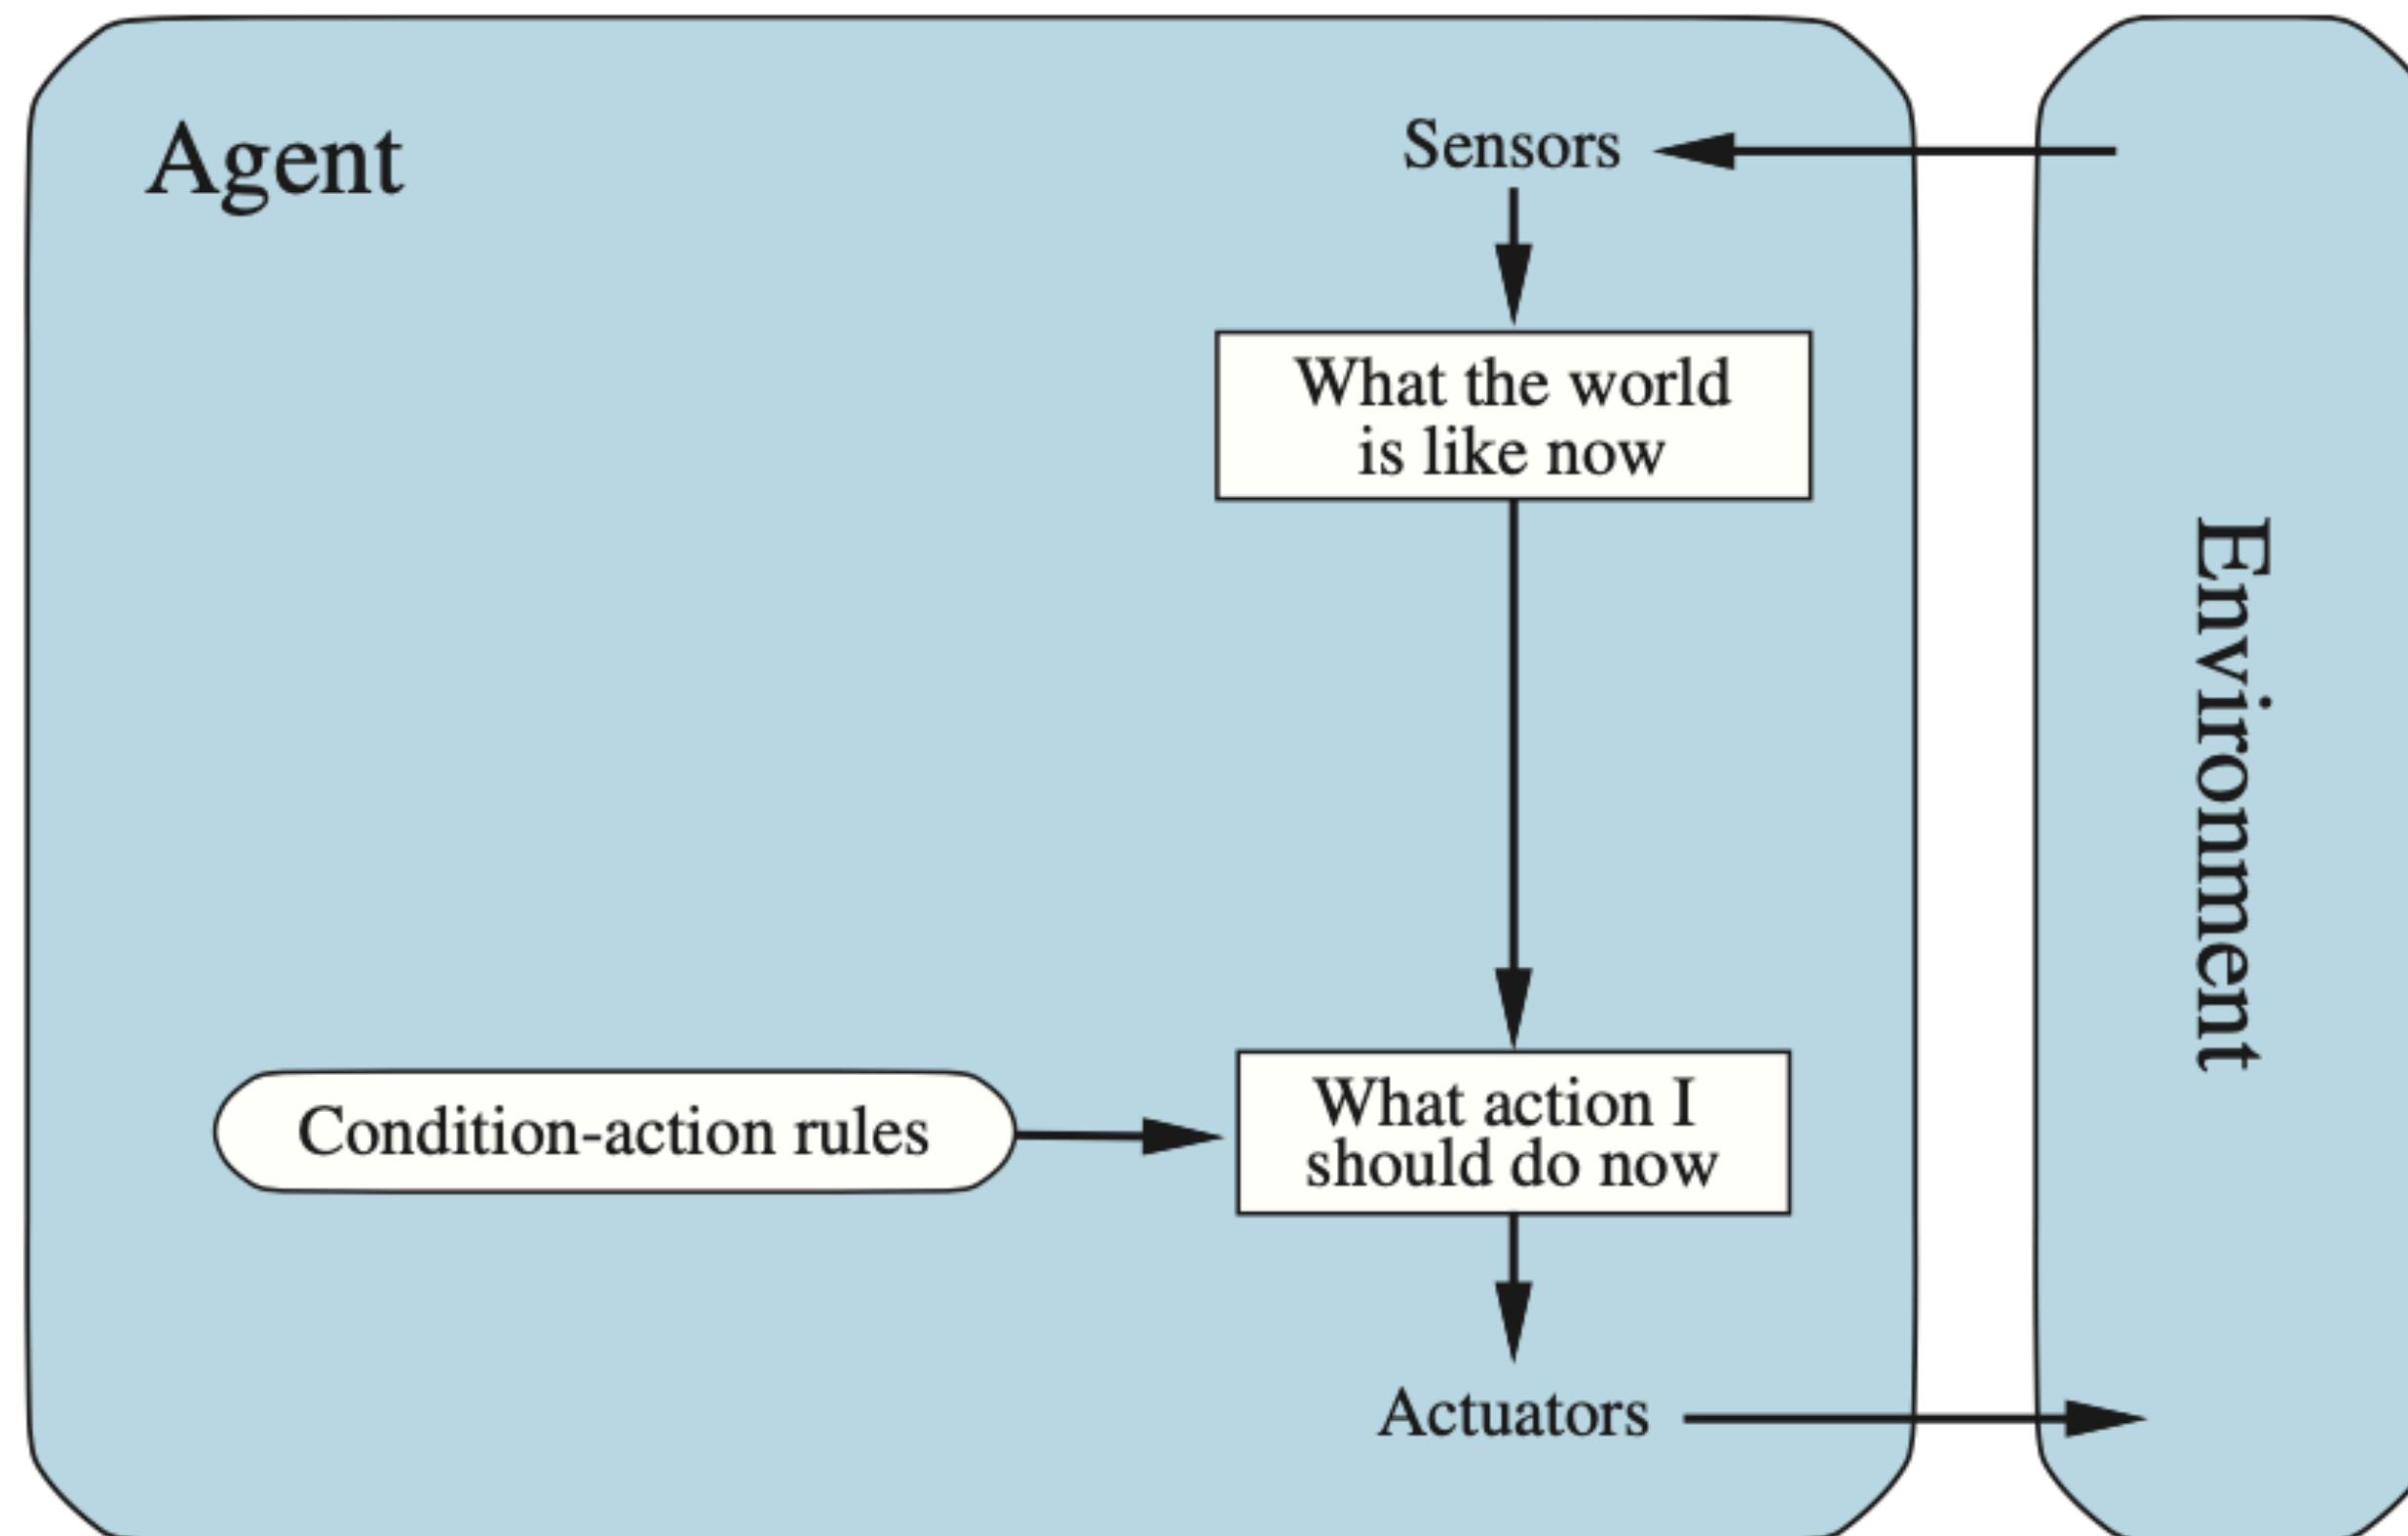 Agent
Sensors
What the world
is like now
Environment
Condition-action rules
What action I
should do now
Actuators